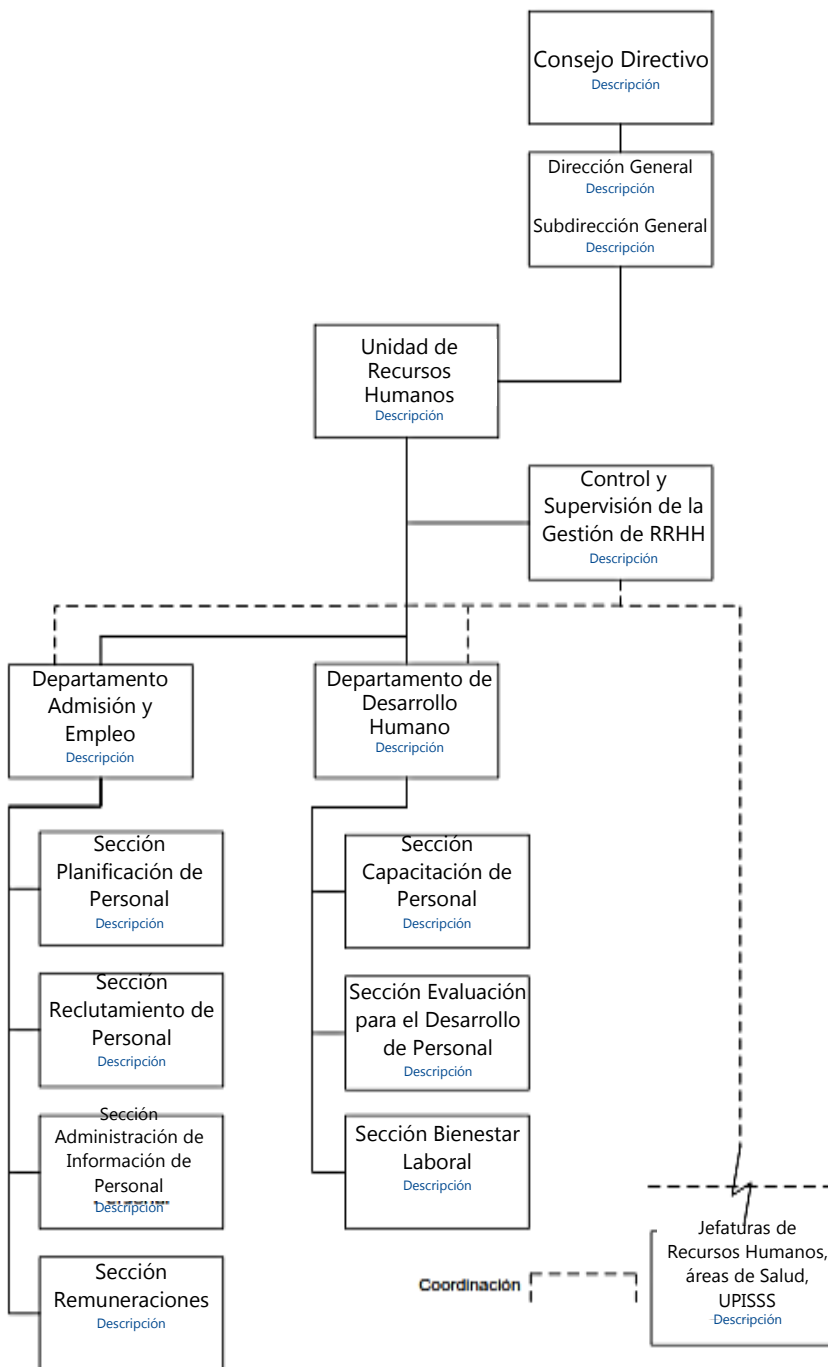 Consejo Directivo
Descripción
Dirección General
Descripción
Subdirección General
Descripción
Unidad de
Recursos
Humanos
Descripción
Control y
Supervisión de la
Gestión de RRHH
Descripción
Departamento
Admisión y
Empleo
Descripción
Departamento de
Desarrollo
Humano
Descripción
Sección
Planificación de
Personal
Descripción
Sección
Reclutamiento de
Personal
Descripción
Sección
Administración de
Información de
Personal
Descripción
Sección
Remuneraciones
Descripción
Sección
Capacitación de
Personal
Descripción
Sección Evaluación
para el Desarrollo
de Personal
Descripción
Sección Bienestar
Laboral
Descripción
Coordinación
Jefaturas de
Recursos Humanos,
áreas de Salud,
UPISSS
Descripción